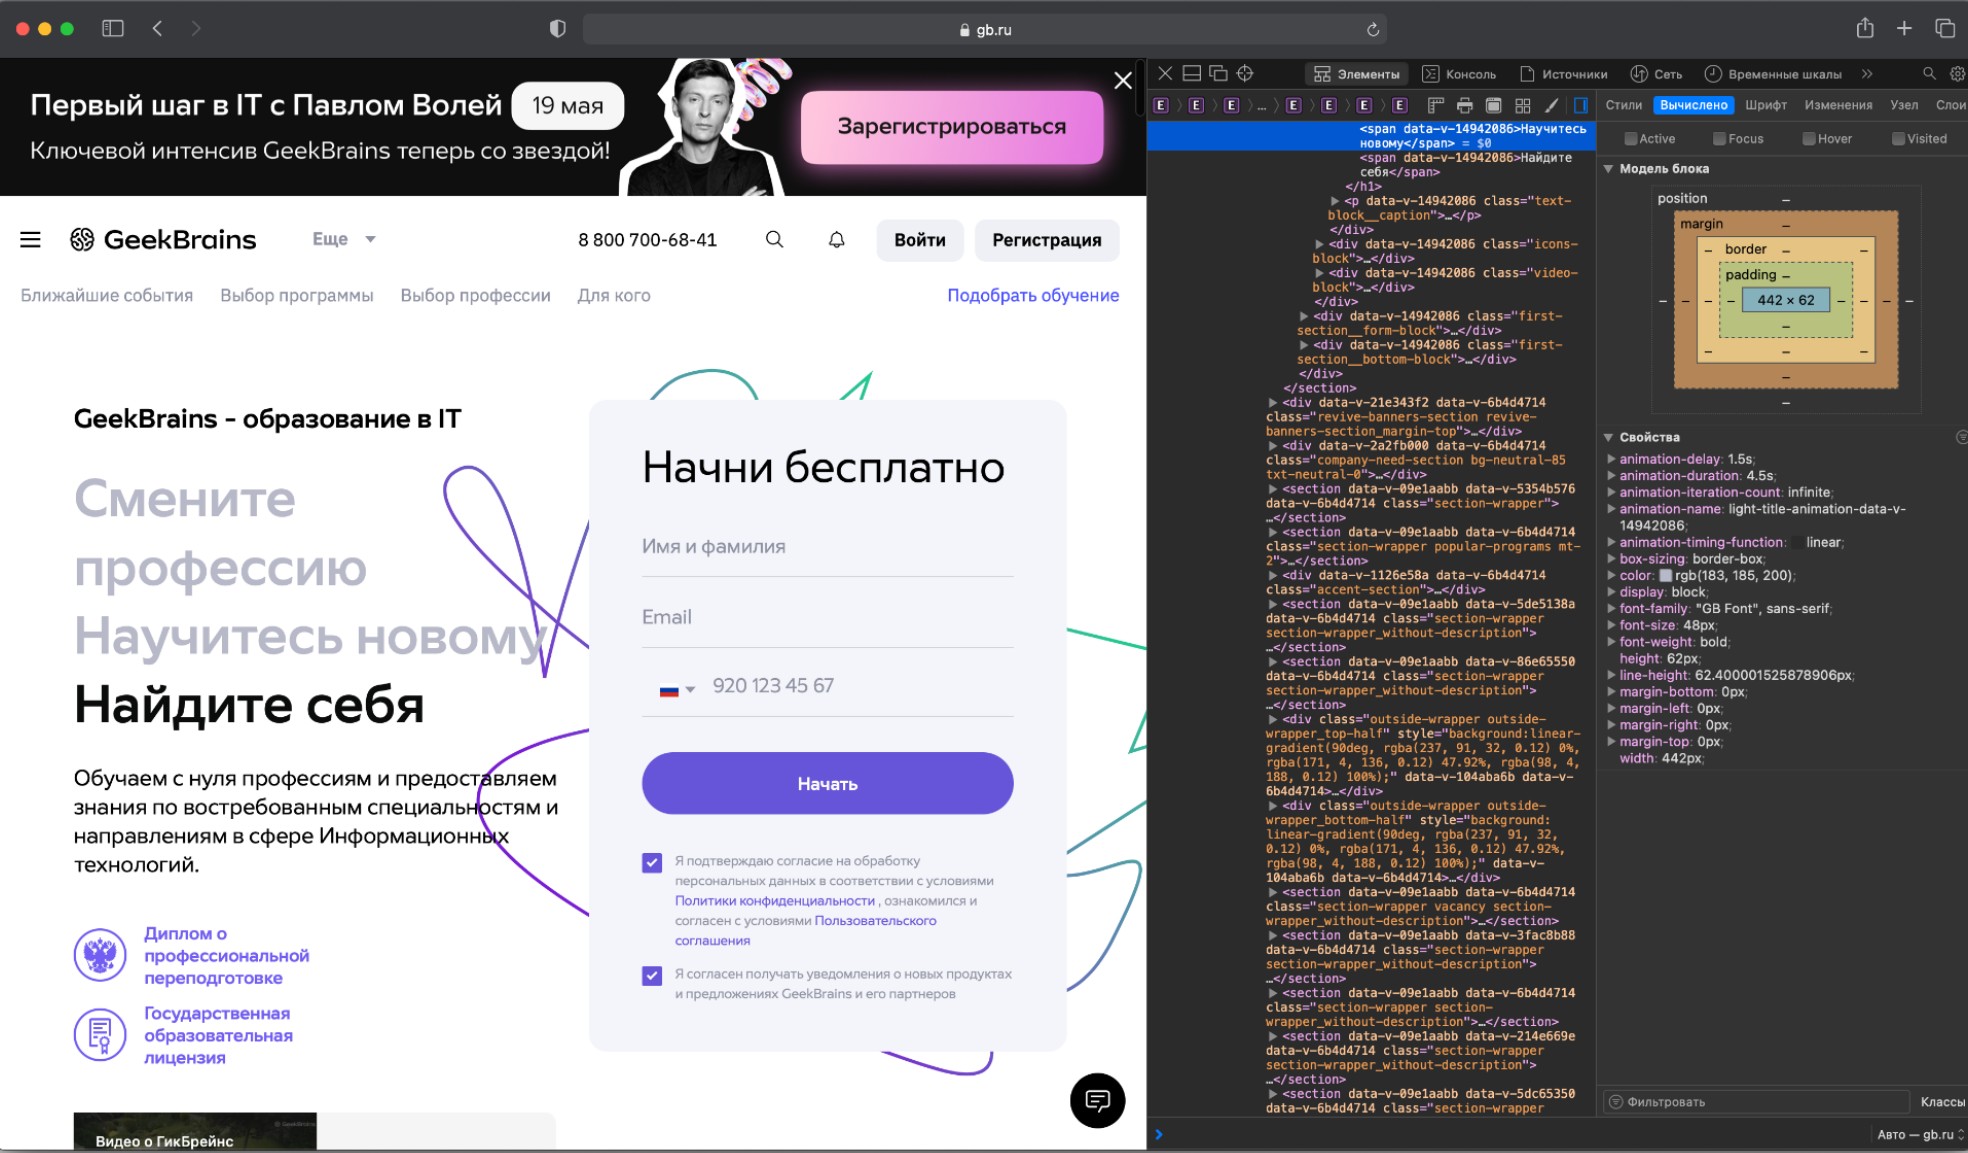 gb.ru
Первый шаг в IT с Павлом Волей 19 мая
Ключевой интенсив GeekBrains теперь со звездой!
Зарегистрироваться
GeekBrains
Еще
8 800 700-68-41
Войти
Регистрация
Ближайшие события
Выбор программы
Выбор профессии
Для кого
Подобрать обучение
GeekBrains - образование в IT
Смените
профессию
Научитесь новому
Найдите себя
Обучаем с нуля профессиям и предоставляем
знания по востребованным специальностям и
направлениям в сфере Информационных
технологий.
Диплом о
профессиональной
переподготовке
Государственная
образовательная
лицензия
Видео о ГикБрейнс
Начни бесплатно
Имя и фамилия
Email
920 123 45 67
Начать
Я подтверждаю согласие на обработку
персональных данных в соответствии с условиями
Политики конфиденциальности , ознакомился и
согласен с условиями Пользовательского
соглашения
Я согласен получать уведомления о новых продуктах
и предложениях GeekBrains и его партнеров
Элементы
Консоль
Источники
Сеть
Временные шкалы
E E E … E E E E
<span data-v-14942086>Научитесь
новому</span> = $0
<span data-v-14942086>Найдите
себя</span>
</h1>
<p data-v-14942086 class="text-
block__caption">…</p>
</div>
<div data-v-14942086 class="icons-
block">…</div>
<div data-v-14942086 class="video-
block">…</div>
</div>
<div data-v-14942086 class="first-
section__form-block">…</div>
<div data-v-14942086 class="first-
section__bottom-block">…</div>
</div>
</section>
<div data-v-21e343f2 data-v-6b4d4714
class="revive-banners-section revive-
banners-section_margin-top">…</div>
<div data-v-2a2fb000 data-v-6b4d4714
class="company-need-section bg-neutral-85
txt-neutral-0">…</div>
<section data-v-09e1aabb data-v-5354b576
data-v-6b4d4714 class="section-wrapper">
…</section>
<section data-v-09e1aabb data-v-6b4d4714
class="section-wrapper popular-programs mt-
2">…</section>
<div data-v-1126e58a data-v-6b4d4714
class="accent-section">…</div>
<section data-v-09e1aabb data-v-5de5138a
data-v-6b4d4714 class="section-wrapper
section-wrapper_without-description">
…</section>
<section data-v-09e1aabb data-v-86e65550
data-v-6b4d4714 class="section-wrapper
section-wrapper_without-description">
…</section>
<div class="outside-wrapper outside-
wrapper_top-half" style="background:linear-
gradient(90deg, rgba(237, 91, 32, 0.12) 0%,
rgba(171, 4, 136, 0.12) 47.92%, rgba(98, 4,
188, 0.12) 100%);" data-v-104aba6b data-v-
6b4d4714>…</div>
<div class="outside-wrapper outside-
wrapper_bottom-half" style="background:
linear-gradient(90deg, rgba(237, 91, 32,
0.12) 0%, rgba(171, 4, 136, 0.12) 47.92%,
rgba(98, 4, 188, 0.12) 100%);" data-v-
104aba6b data-v-6b4d4714>…</div>
<section data-v-09e1aabb data-v-6b4d4714
class="section-wrapper vacancy section-
wrapper_without-description">…</section>
<section data-v-09e1aabb data-v-3fac8b88
data-v-6b4d4714 class="section-wrapper
section-wrapper_without-description">
…</section>
<section data-v-09e1aabb data-v-6b4d4714
class="section-wrapper section-
wrapper_without-description">…</section>
<section data-v-09e1aabb data-v-214e669e
data-v-6b4d4714 class="section-wrapper
section-wrapper_without-description">
…</section>
<section data-v-09e1aabb data-v-5dc65350
data-v-6b4d4714 class="section-wrapper
Стили
Вычислено
Шрифт
Изменения
Узел
Слои
Active
Focus
Hover
Visited
Модель блока
position
margin
border
padding
442 × 62
Свойства
animation-delay: 1.5s;
animation-duration: 4.5s;
animation-iteration-count: infinite;
animation-name: light-title-animation-data-v-
14942086;
animation-timing-function: linear;
box-sizing: border-box;
color: rgb(183, 185, 200);
display: block;
font-family: "GB Font", sans-serif;
font-size: 48px;
font-weight: bold;
height: 62px;
line-height: 62.400001525878906px;
margin-bottom: 0px;
margin-left: 0px;
margin-right: 0px;
margin-top: 0px;
width: 442px;
Фильтровать
Классы
Авто — gb.ru